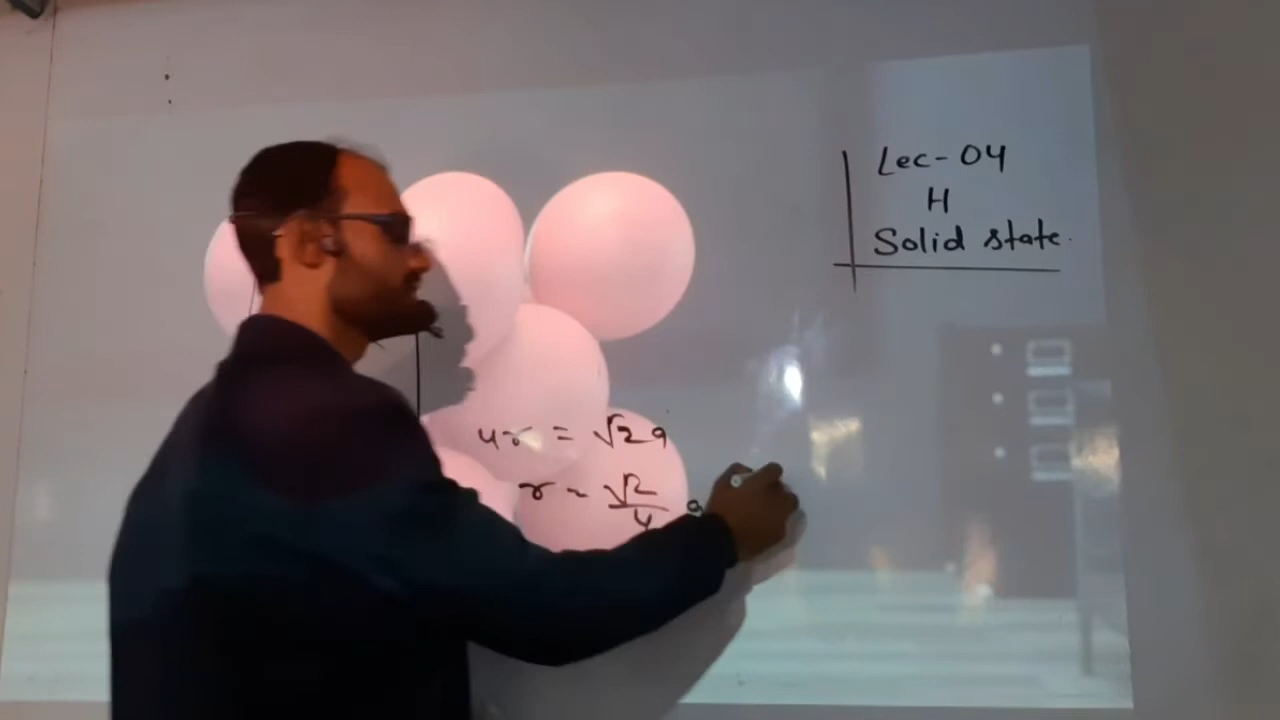 Lec-04
H
Solid state.
4r = √2 a
r = √2/4 a